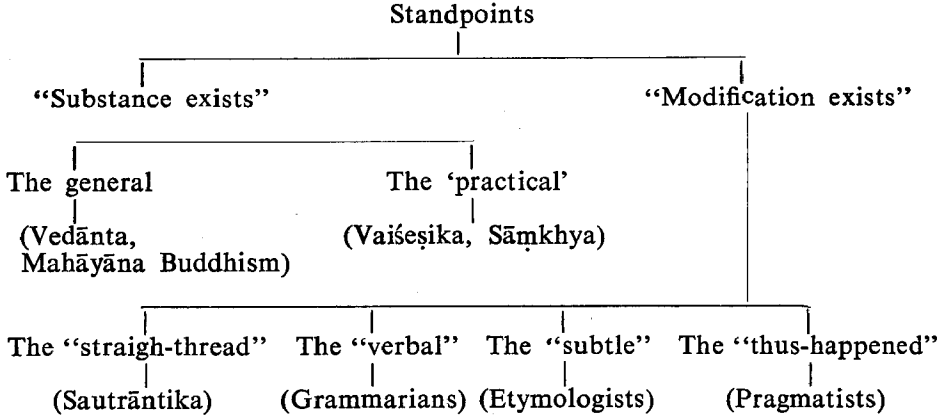 Standpoints
“Substance exists” “Modification exists”
The general The ‘practical’
(Vedānta, (Vaiśeṣika, Sāṃkhya)
Mahāyāna Buddhism)
The “straigh-thread” The “verbal” The “subtle” The “thus-happened”
(Sautrāntika) (Grammarians) (Etymologists) (Pragmatists)